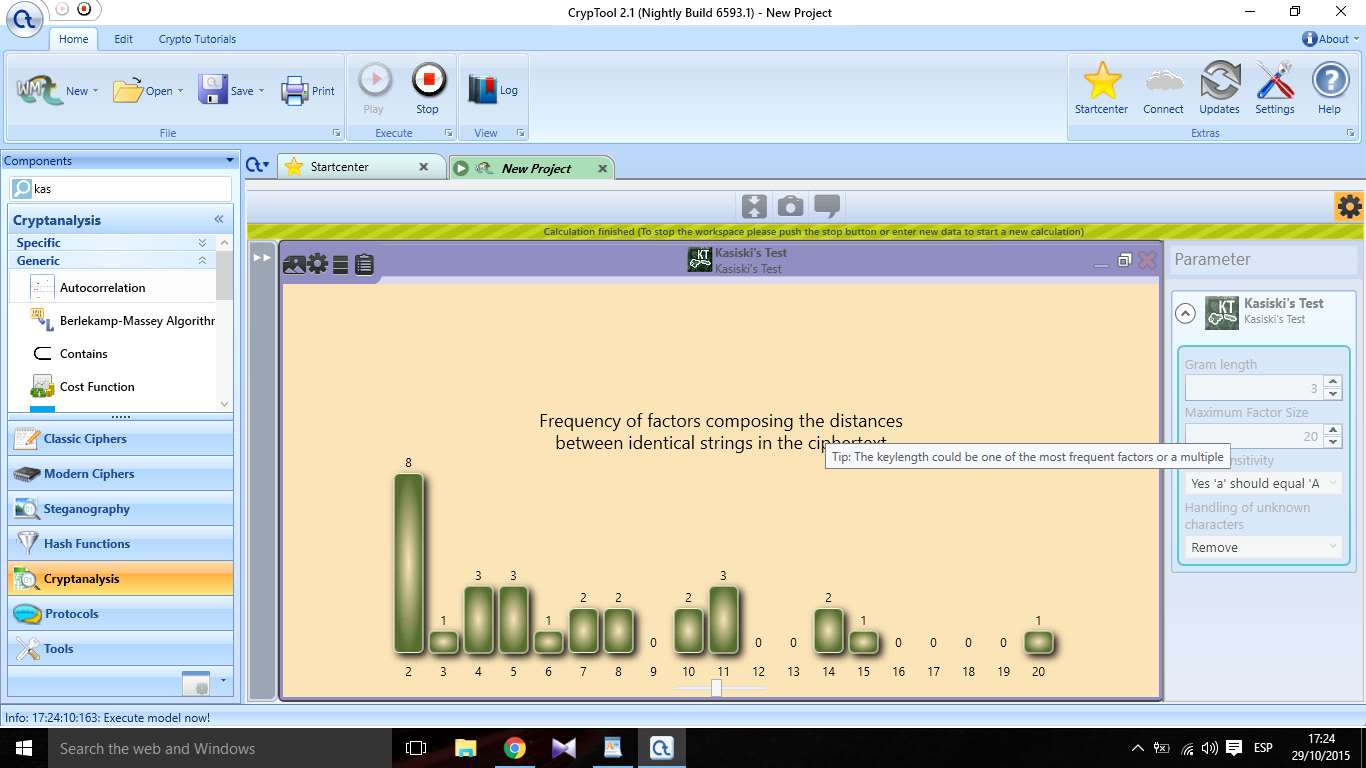 CrypTool 2.1 (Nightly Build 6593.1) - New Project
Home Edit Crypto Tutorials
About
New Open Save Print
Play Stop
Log
Startcenter Connect Updates Settings Help
File Execute View Extras
Components
Startcenter New Project
kas
Cryptanalysis
Specific
Generic
Autocorrelation
Berlekamp-Massey Algorithr
Contains
Cost Function
Classic Ciphers
Modern Ciphers
Steganography
Hash Functions
Cryptanalysis
Protocols
Tools
Calculation finished (To stop the workspace please push the stop button or enter new data to start a new calculation)
KT
Kasiski's Test
Kasiski's Test
Frequency of factors composing the distances
between identical strings in the ciphertext
Tip: The keylength could be one of the most frequent factors or a multiple
8 1 3 3 1 2 2 0 2 3 0 0 2 1 0 0 0 0 1
2 3 4 5 6 7 8 9 10 11 12 13 14 15 16 17 18 19 20
Parameter
KT
Kasiski's Test
Kasiski's Test
Gram length
3
Maximum Factor Size
20
Yes 'a' should equal 'A
Handling of unknown
characters
Remove
Info: 17:24:10:163: Execute model now!
Search the web and Windows
ESP
17:24
29/10/2015